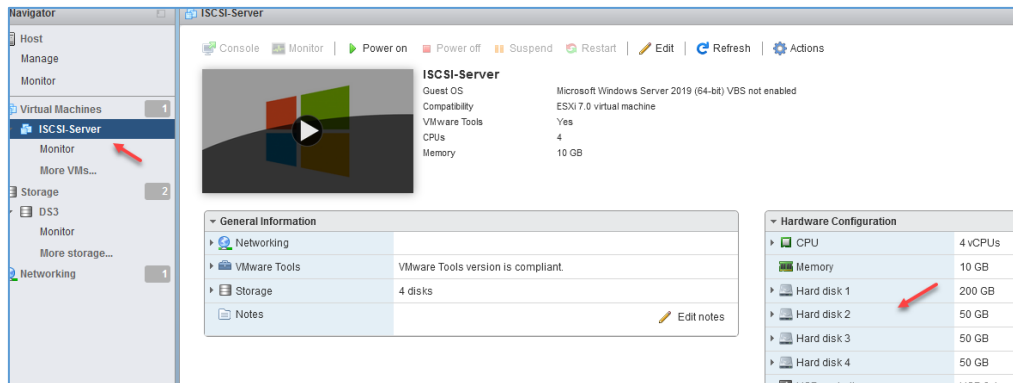 Navigator
ISCSI-Server
Host
Manage
Monitor
Virtual Machines 1
ISCSI-Server
Monitor
More VMs...
Storage 2
DS3
Monitor
More storage...
Networking 1
Console Monitor Power on Power off Suspend Restart Edit Refresh Actions
ISCSI-Server
Guest OS Microsoft Windows Server 2019 (64-bit) VBS not enabled
Compatibility ESXi 7.0 virtual machine
VMware Tools Yes
CPUs 4
Memory 10 GB
General Information
Networking
VMware Tools VMware Tools version is compliant.
Storage 4 disks
Notes Edit notes
Hardware Configuration
CPU 4 vCPUs
Memory 10 GB
Hard disk 1 200 GB
Hard disk 2 50 GB
Hard disk 3 50 GB
Hard disk 4 50 GB